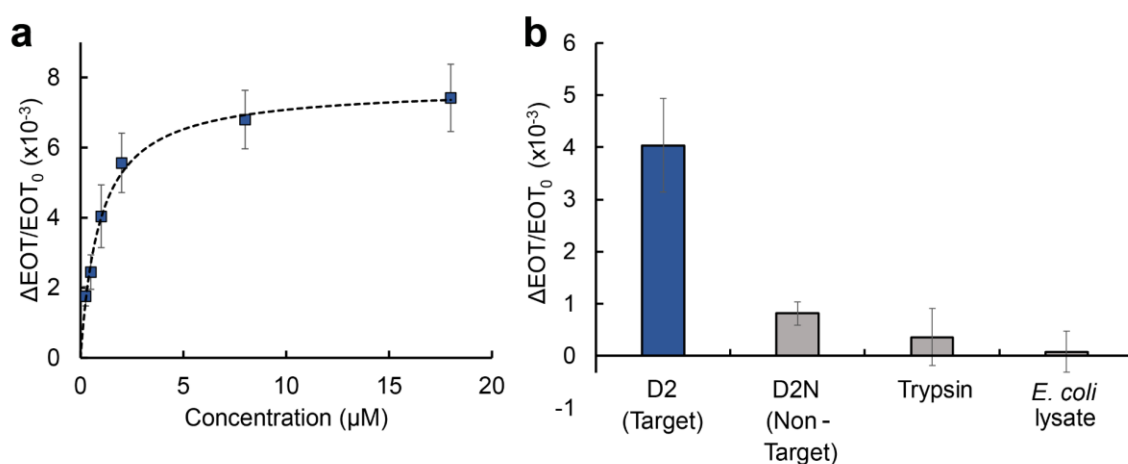 a
ΔEOT/EOT₀ (x10⁻³)
8
6
4
2
0
0 5 10 15 20
Concentration (µM)
b
ΔEOT/EOT₀ (x10⁻³)
6
5
4
3
2
1
0
-1
D2
(Target)
D2N
(Non-
Target)
Trypsin
E. coli
lysate